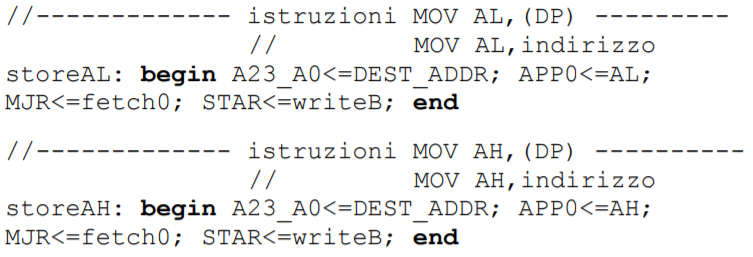 //------------- istruzioni MOV AL,(DP) ---------
// MOV AL,indirizzo
storeAL: begin A23_A0<=DEST_ADDR; APP0<=AL;
MJR<=fetch0; STAR<=writeB; end
//------------- istruzioni MOV AH,(DP) ----------
// MOV AH,indirizzo
storeAH: begin A23_A0<=DEST_ADDR; APP0<=AH;
MJR<=fetch0; STAR<=writeB; end